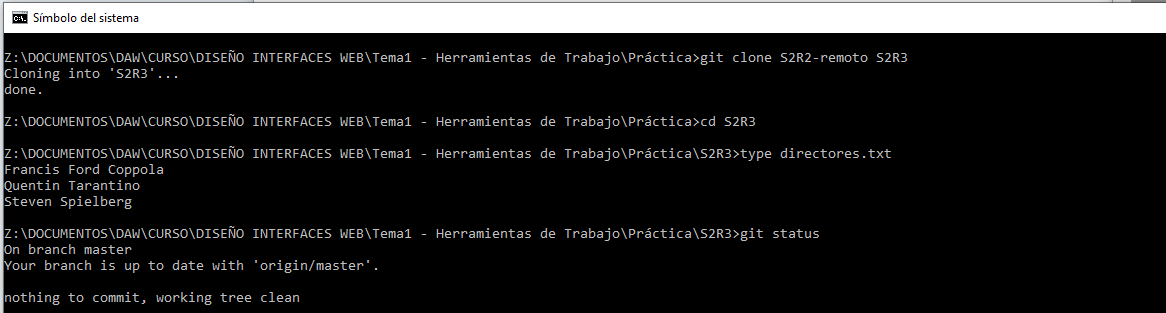 Símbolo del sistema
Z:\DOCUMENTOS\DAW\CURSO\DISEÑO INTERFACES WEB\Tema1 - Herramientas de Trabajo\Práctica>git clone S2R2-remoto S2R3
Cloning into 'S2R3'...
done.
Z:\DOCUMENTOS\DAW\CURSO\DISEÑO INTERFACES WEB\Tema1 - Herramientas de Trabajo\Práctica>cd S2R3
Z:\DOCUMENTOS\DAW\CURSO\DISEÑO INTERFACES WEB\Tema1 - Herramientas de Trabajo\Práctica\S2R3>type directores.txt
Francis Ford Coppola
Quentin Tarantino
Steven Spielberg
Z:\DOCUMENTOS\DAW\CURSO\DISEÑO INTERFACES WEB\Tema1 - Herramientas de Trabajo\Práctica\S2R3>git status
On branch master
Your branch is up to date with 'origin/master'.
nothing to commit, working tree clean